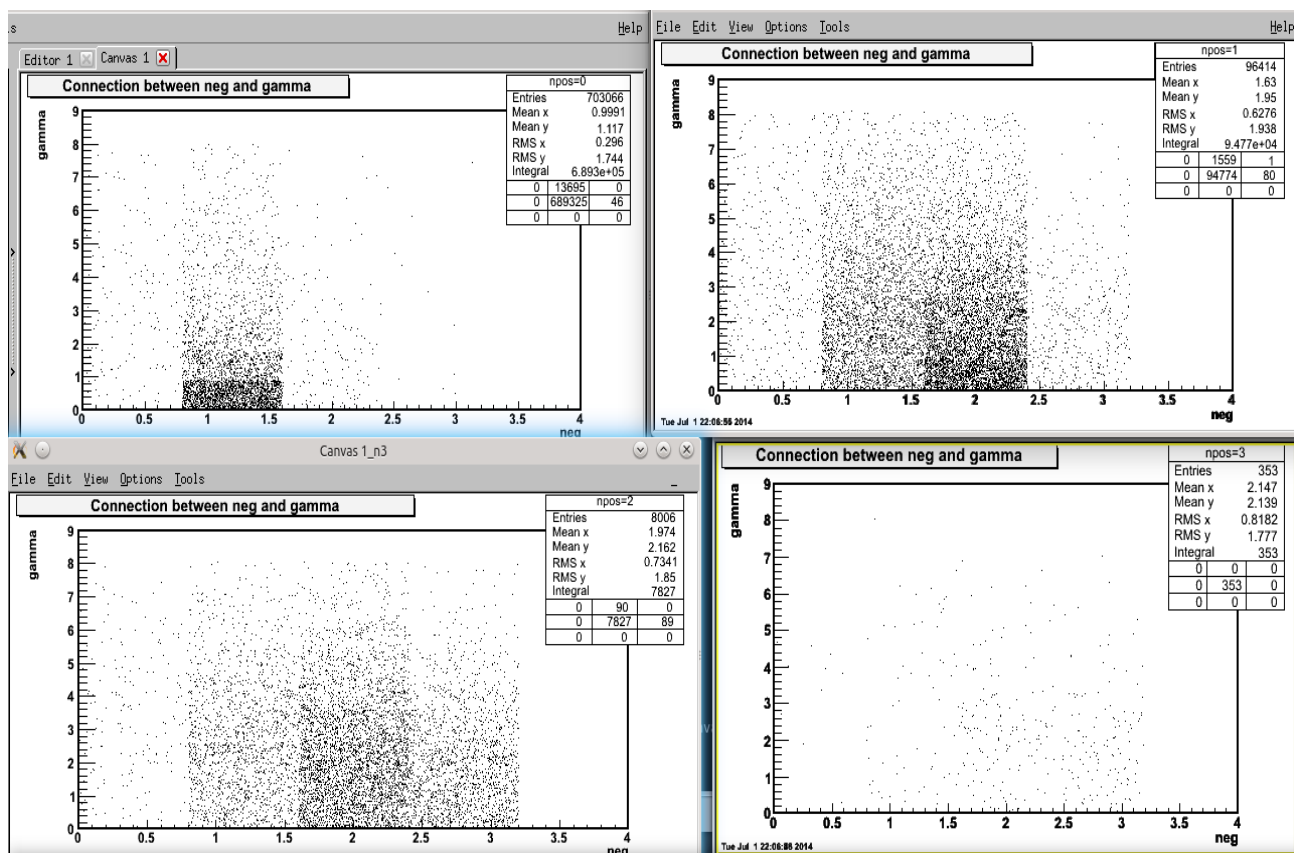 ls Help
Editor 1 Canvas 1
Connection between neg and gamma
npos=0
Entries 703066
Mean x 0.9991
Mean y 1.117
RMS x 0.296
RMS y 1.744
Integral 6.893e+05
0 13695 0
0 689325 46
0 0 0
gamma
9
8
7
6
5
4
3
2
1
0
0 0.5 1 1.5 2 2.5 3 3.5 4
neg
File Edit View Options Tools Help
Connection between neg and gamma
npos=1
Entries 96414
Mean x 1.63
Mean y 1.95
RMS x 0.6276
RMS y 1.938
Integral 9.477e+04
0 1559 1
0 94774 80
0 0 0
gamma
9
8
7
6
5
4
3
2
1
0
0 0.5 1 1.5 2 2.5 3 3.5 4
neg
Tue Jul 1 22:06:55 2014
Canvas 1_n3
File Edit View Options Tools
Connection between neg and gamma
npos=2
Entries 8006
Mean x 1.974
Mean y 2.162
RMS x 0.7341
RMS y 1.85
Integral 7827
0 90 0
0 7827 89
0 0 0
gamma
9
8
7
6
5
4
3
2
1
0
0 0.5 1 1.5 2 2.5 3 3.5 4
neg
Connection between neg and gamma
npos=3
Entries 353
Mean x 2.147
Mean y 2.139
RMS x 0.8182
RMS y 1.777
Integral 353
0 0 0
0 353 0
0 0 0
gamma
9
8
7
6
5
4
3
2
1
0
0 0.5 1 1.5 2 2.5 3 3.5 4
neg
Tue Jul 1 2014